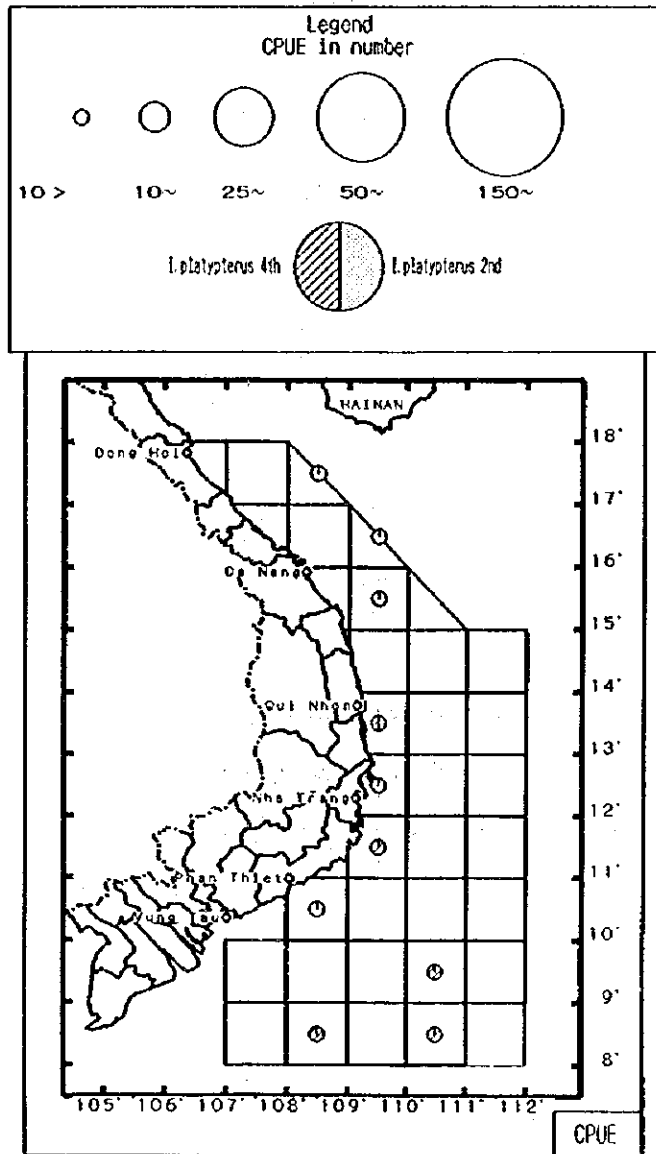 Legend
CPUE in number
10 > 10~ 25~ 50~ 150~
I.platypterus 4th I.platypterus 2nd
HAINAN
18°
Dong Hoi
17°
16°
Da Nang
15°
14°
Qui Nhon
13°
Nha Trang
12°
Phan Thiet
11°
Vung Tau
10°
9°
8°
105° 106° 107° 108° 109° 110° 111° 112°
CPUE